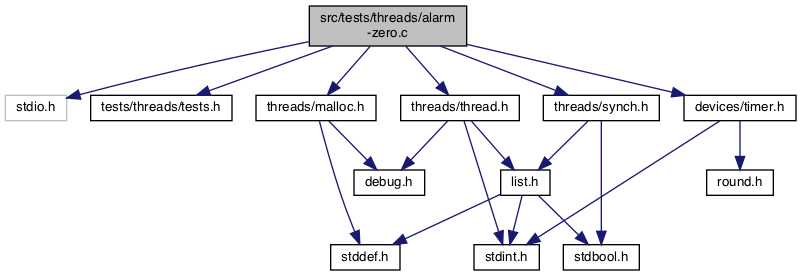 src/tests/threads/alarm
-zero.c
stdio.h
tests/threads/tests.h
threads/malloc.h
threads/thread.h
threads/synch.h
devices/timer.h
debug.h
list.h
round.h
stddef.h
stdint.h
stdbool.h